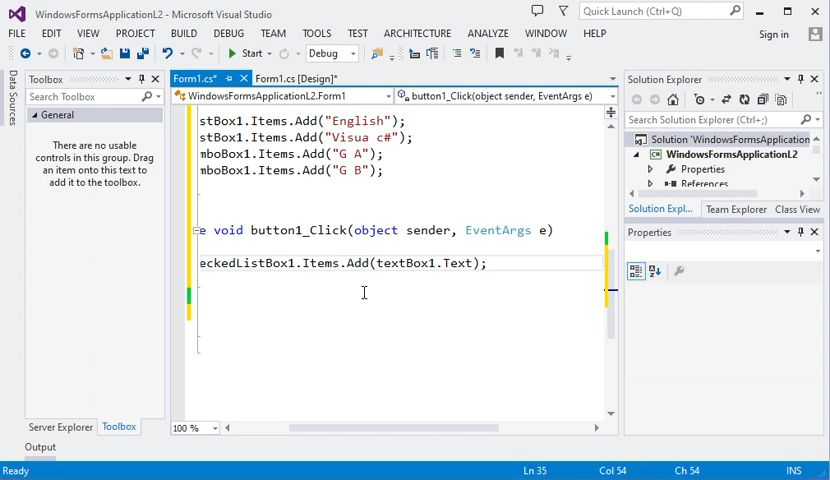 WindowsFormsApplicationL2 - Microsoft Visual Studio
Quick Launch (Ctrl+Q)
FILE EDIT VIEW PROJECT BUILD DEBUG TEAM TOOLS TEST ARCHITECTURE ANALYZE WINDOW HELP Sign in
Start Debug
Data Sources
Toolbox
Search Toolbox
General
There are no usable
controls in this group. Drag
an item onto this text to
add it to the toolbox.
Server Explorer Toolbox
Form1.cs* Form1.cs [Design]*
WindowsFormsApplicationL2.Form1 button1_Click(object sender, EventArgs e)
stBox1.Items.Add("English");
stBox1.Items.Add("Visua c#");
mboBox1.Items.Add("G A");
mboBox1.Items.Add("G B");
e void button1_Click(object sender, EventArgs e)
eckedListBox1.Items.Add(textBox1.Text);
100 %
Solution Explorer
Search Solution Explorer (Ctrl+;)
Solution 'WindowsFormsApplication
WindowsFormsApplicationL2
Properties
References
Solution Expl... Team Explorer Class View
Properties
Output
Ready Ln 35 Col 54 Ch 54 INS